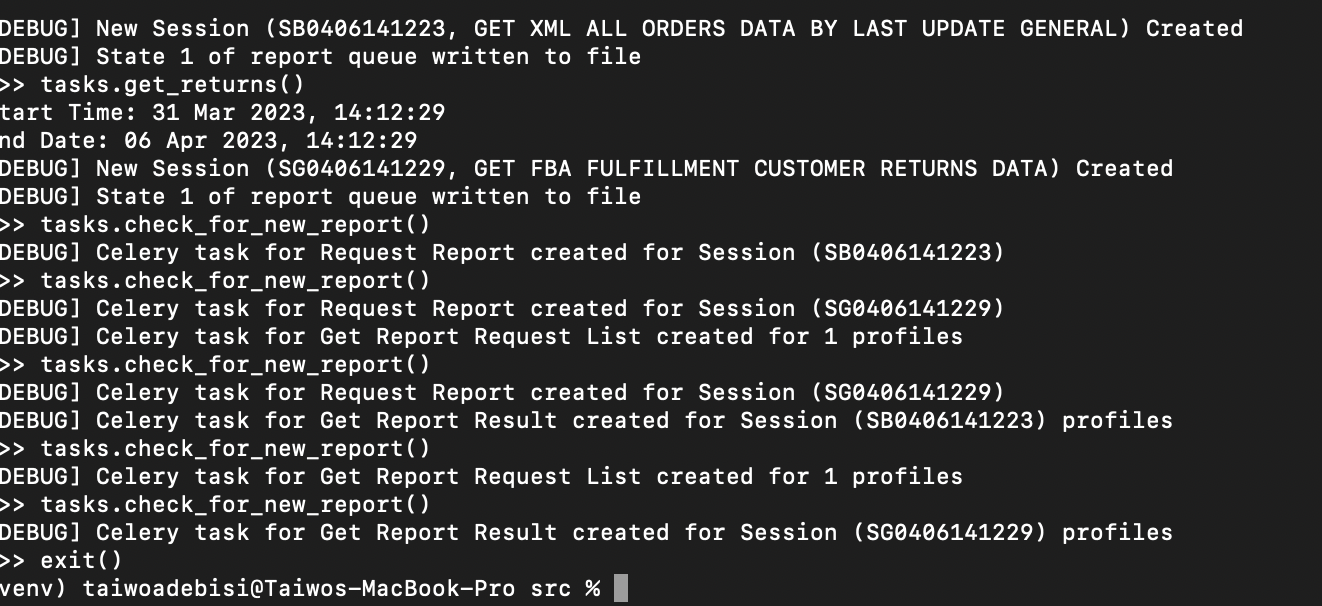 DEBUG] New Session (SB0406141223, GET XML ALL ORDERS DATA BY LAST UPDATE GENERAL) Created
DEBUG] State 1 of report queue written to file
>> tasks.get_returns()
tart Time: 31 Mar 2023, 14:12:29
nd Date: 06 Apr 2023, 14:12:29
DEBUG] New Session (SG0406141229, GET FBA FULFILLMENT CUSTOMER RETURNS DATA) Created
DEBUG] State 1 of report queue written to file
>> tasks.check_for_new_report()
DEBUG] Celery task for Request Report created for Session (SB0406141223)
>> tasks.check_for_new_report()
DEBUG] Celery task for Request Report created for Session (SG0406141229)
DEBUG] Celery task for Get Report Request List created for 1 profiles
>> tasks.check_for_new_report()
DEBUG] Celery task for Request Report created for Session (SG0406141229)
DEBUG] Celery task for Get Report Result created for Session (SB0406141223) profiles
>> tasks.check_for_new_report()
DEBUG] Celery task for Get Report Request List created for 1 profiles
>> tasks.check_for_new_report()
DEBUG] Celery task for Get Report Result created for Session (SG0406141229) profiles
>> exit()
venv) taiwoadebisi@Taiwos-MacBook-Pro src %